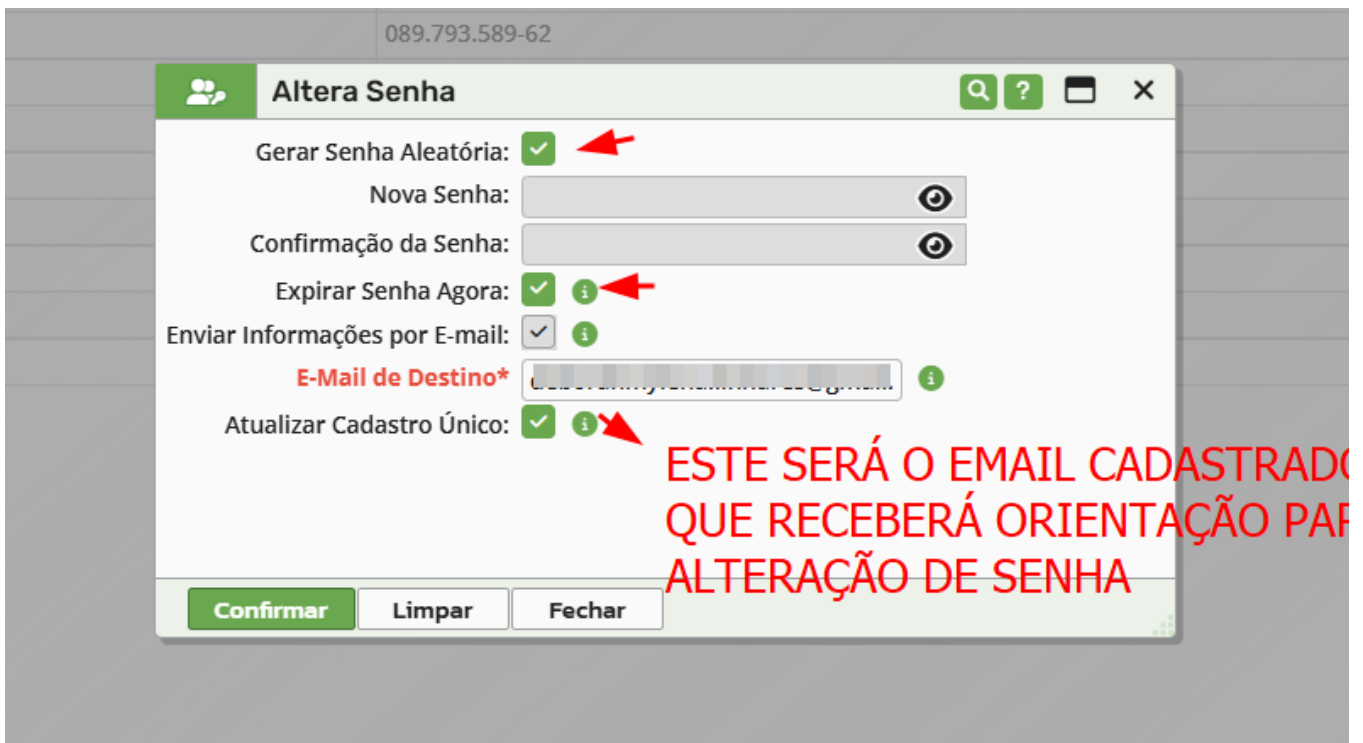 089.793.589-62
Altera Senha
Gerar Senha Aleatória:
Nova Senha:
Confirmação da Senha:
Expirar Senha Agora:
Enviar Informações por E-mail:
E-Mail de Destino*
Atualizar Cadastro Único:
ESTE SERÁ O EMAIL CADASTRADO
QUE RECEBERÁ ORIENTAÇÃO
ALTERAÇÃO DE SENHA
Confirmar Limpar Fechar